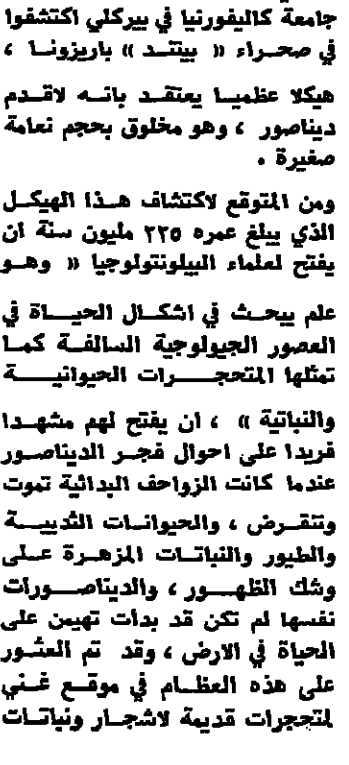 جامعة كاليفورنيا في بيركلي اكتشفوا
في صحراء « بينتد » باريزونا ،
هيكلا عظميا يعتقد بانه لاقدم
ديناصور ، وهو مخلوق بحجم نعامة
صغيرة .
ومن المتوقع لاكتشاف هذا الهيكل
الذي يبلغ عمره ٢٢٥ مليون سنة ان
يفتح لعلماء البيلونتولوجيا « وهو
علم يبحث في اشكال الحياة في
العصور الجيولوجية السالفة كما
تمثلها المتحجرات الحيوانية
والنباتية » ، ان يفتح لهم مشهدا
فريدا على احوال فجر الديناصور
عندما كانت الزواحف البدائية تموت
وتنقرض ، والحيوانات الثديية
والطيور والنباتات المزهرة على
وشك الظهور ، والديناصورات
نفسها لم تكن قد بدأت تهيمن على
الحياة في الارض ، وقد تم العثور
على هذه العظام في موقع غني
لمتحجرات قديمة لاشجار ونباتات